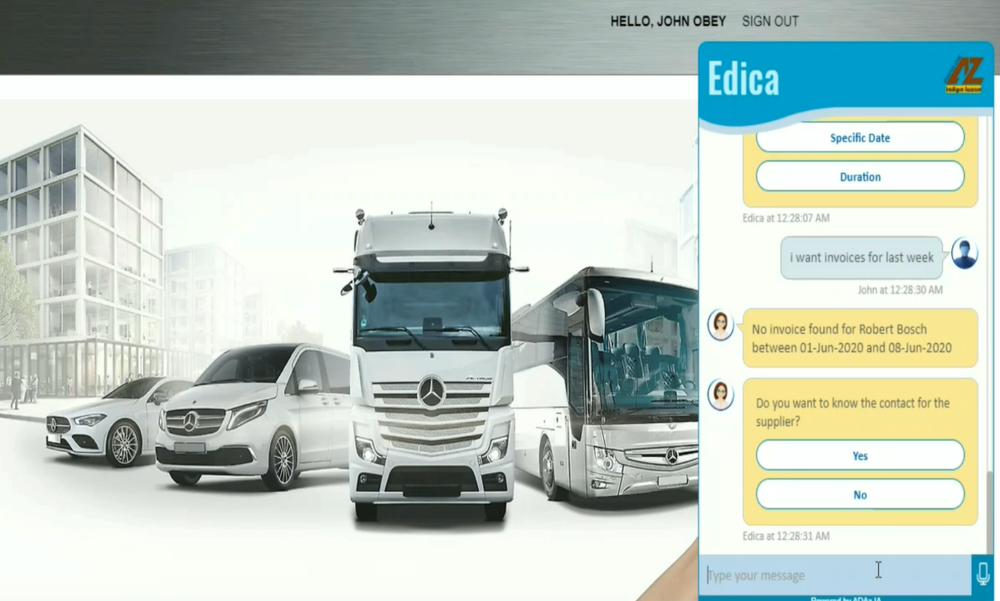 HELLO, JOHN OBEY SIGN OUT
Edica
AZ
Intelligent Assistant
Specific Date
Duration
Edica at 12:28:07 AM
i want invoices for last week
John at 12:28:30 AM
No invoice found for Robert Bosch
between 01-Jun-2020 and 08-Jun-2020
Do you want to know the contact for the
supplier?
Yes
No
Edica at 12:28:31 AM
Type your message